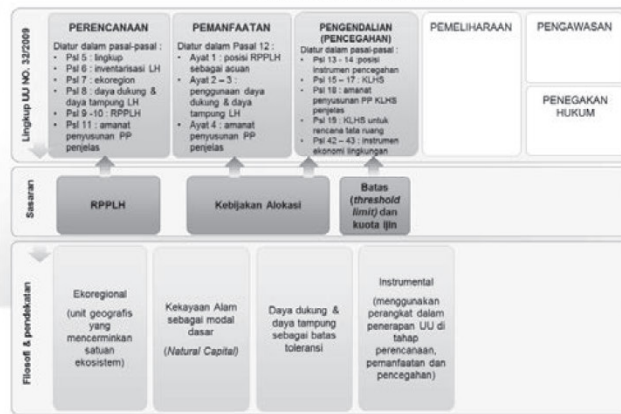 Lingkup UU NO. 32/2009
PERENCANAAN
Diatur dalam pasal-pasal :
• Psl 5 : lingkup
• Psl 6 : inventarisasi LH
• Psl 7 : ekoregion
• Psl 8 : daya dukung &
daya tampung LH
• Psl 9 -10 : RPPLH
• Psl 11 : amanat
penyusunan PP
penjelas
PEMANFAATAN
Diatur dalam Pasal 12 :
• Ayat 1 : posisi RPPLH
sebagai acuan
• Ayat 2 – 3 :
penggunaan daya
dukung & daya
tampung LH
• Ayat 4 : amanat
penyusunan PP
penjelas
PENGENDALIAN
(PENCEGAHAN)
Diatur dalam pasal-pasal :
• Psl 13 - 14 :posisi
instrumen pencegahan
• Psl 15 – 17 : KLHS
• Psl 18 : amanat
penyusunan PP KLHS
penjelas
• Psl 19 : KLHS untuk
rencana tata ruang
• Psl 42 – 43 : instrumen
ekonomi lingkungan
PEMELIHARAAN
PENGAWASAN
PENEGAKAN
HUKUM
Sasaran
RPPLH
Kebijakan Alokasi
Batas
(threshold
limit) dan
kuota ijin
Filosofi & pendekatan
Ekoregional
(unit geografis
yang
mencerminkan
satuan
ekosistem)
Kekayaan Alam
sebagai modal
dasar
(Natural Capital)
Daya dukung &
daya tampung
sebagai batas
toleransi
Instrumental
(menggunakan
perangkat dalam
penerapan UU di
tahap
perencanaan,
pemanfaatan dan
pencegahan)